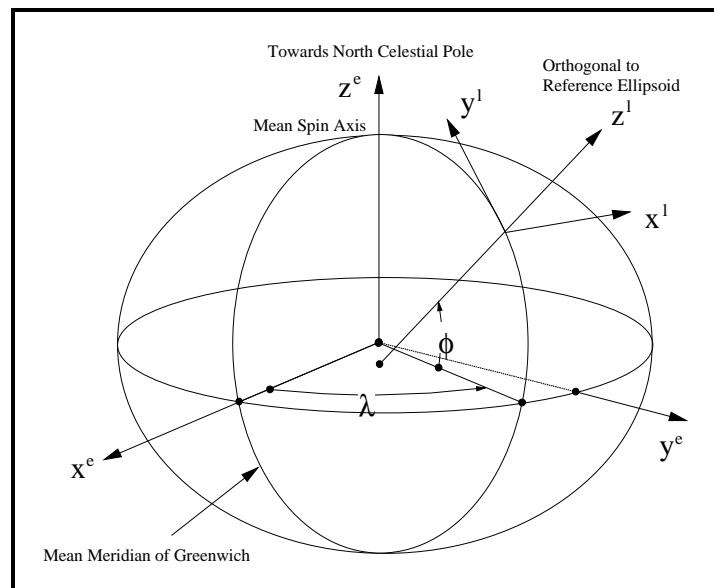 Towards North Celestial Pole
z^e
Mean Spin Axis
y^l
Orthogonal to
Reference Ellipsoid
z^l
x^l
ϕ
λ
x^e
y^e
Mean Meridian of Greenwich